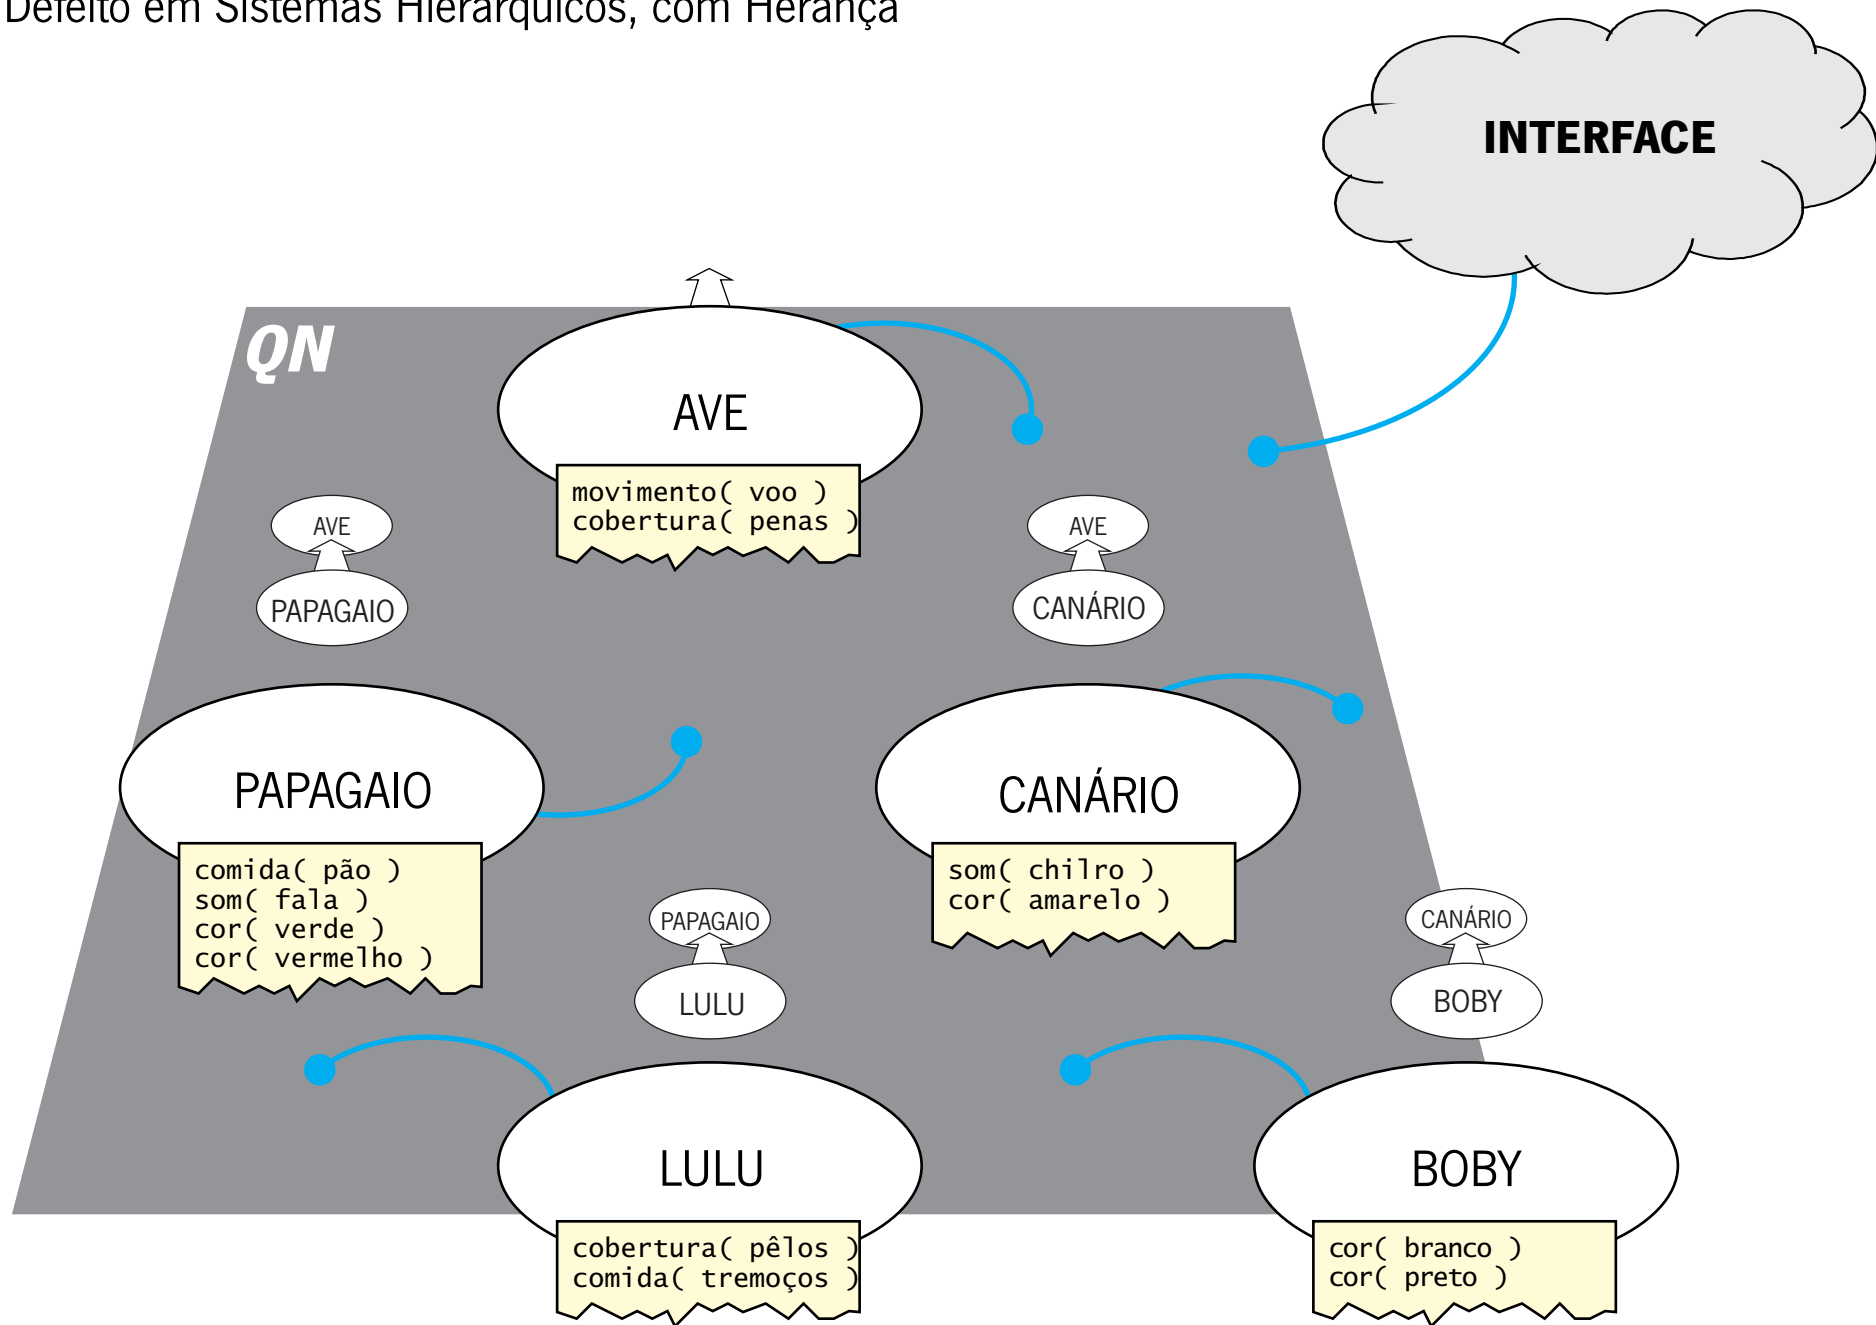 Defeito em Sistemas Hierárquicos, com Herança
INTERFACE
QN
AVE
movimento( voo )
cobertura( penas )
AVE
PAPAGAIO
AVE
CANÁRIO
PAPAGAIO
comida( pão )
som( fala )
cor( verde )
cor( vermelho )
CANÁRIO
som( chilro )
cor( amarelo )
PAPAGAIO
LULU
CANÁRIO
BOBY
LULU
cobertura( pêlos )
comida( tremoços )
BOBY
cor( branco )
cor( preto )